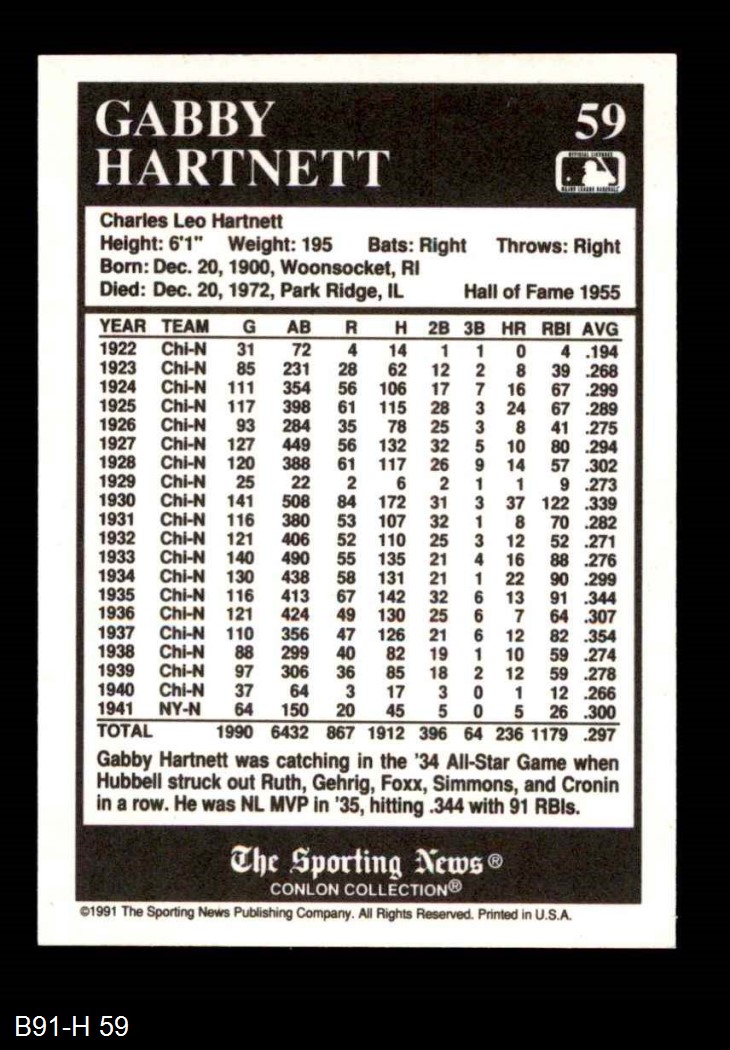 GABBY
HARTNETT
59
OFFICIAL LICENSEE
MAJOR LEAGUE BASEBALL
Charles Leo Hartnett
Height: 6'1" Weight: 195 Bats: Right Throws: Right
Born: Dec. 20, 1900, Woonsocket, RI
Died: Dec. 20, 1972, Park Ridge, IL Hall of Fame 1955
YEAR TEAM G AB R H 2B 3B HR RBI AVG
1922 Chi-N 31 72 4 14 1 1 0 4 .194
1923 Chi-N 85 231 28 62 12 2 8 39 .268
1924 Chi-N 111 354 56 106 17 7 16 67 .299
1925 Chi-N 117 398 61 115 28 3 24 67 .289
1926 Chi-N 93 284 35 78 25 3 8 41 .275
1927 Chi-N 127 449 56 132 32 5 10 80 .294
1928 Chi-N 120 388 61 117 26 9 14 57 .302
1929 Chi-N 25 22 2 6 2 1 1 9 .273
1930 Chi-N 141 508 84 172 31 3 37 122 .339
1931 Chi-N 116 380 53 107 32 1 8 70 .282
1932 Chi-N 121 406 52 110 25 3 12 52 .271
1933 Chi-N 140 490 55 135 21 4 16 88 .276
1934 Chi-N 130 438 58 131 21 1 22 90 .299
1935 Chi-N 116 413 67 142 32 6 13 91 .344
1936 Chi-N 121 424 49 130 25 6 7 64 .307
1937 Chi-N 110 356 47 126 21 6 12 82 .354
1938 Chi-N 88 299 40 82 19 1 10 59 .274
1939 Chi-N 97 306 36 85 18 2 12 59 .278
1940 Chi-N 37 64 3 17 3 0 1 12 .266
1941 NY-N 64 150 20 45 5 0 5 26 .300
TOTAL 1990 6432 867 1912 396 64 236 1179 .297
Gabby Hartnett was catching in the '34 All-Star Game when
Hubbell struck out Ruth, Gehrig, Foxx, Simmons, and Cronin
in a row. He was NL MVP in '35, hitting .344 with 91 RBIs.
The Sporting News®
CONLON COLLECTION®
©1991 The Sporting News Publishing Company. All Rights Reserved. Printed in U.S.A.
B91-H 59